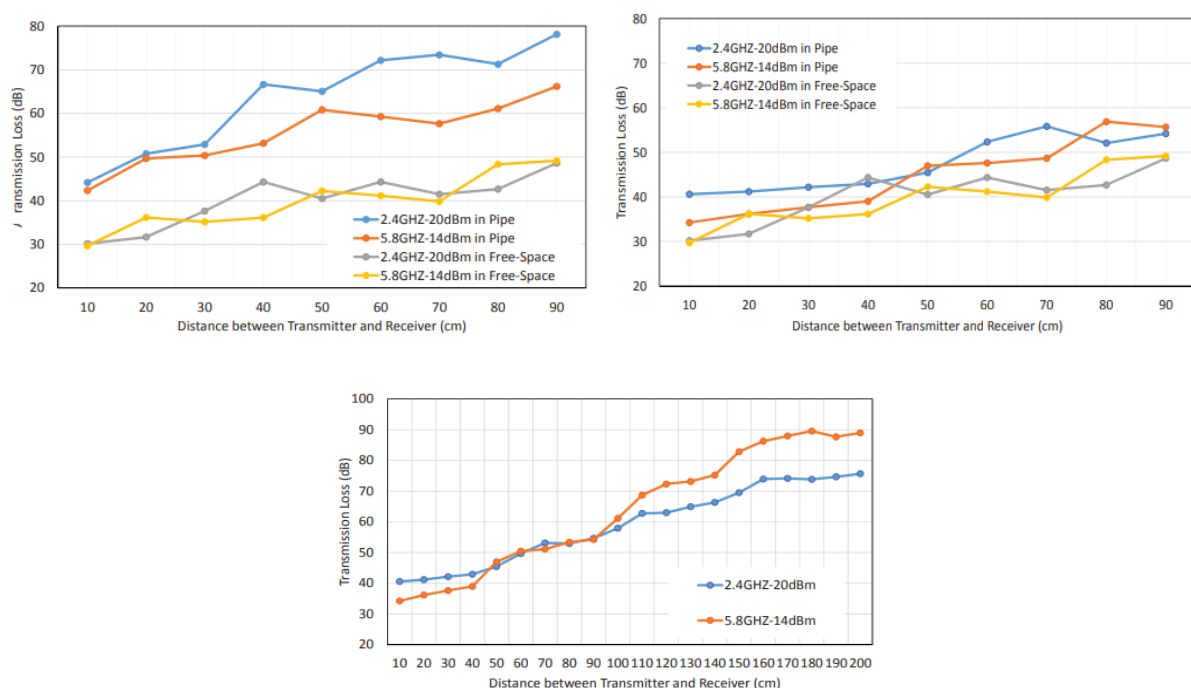 80
70
60
50
40
30
20
ransmission Loss (dB)
2.4GHZ-20dBm in Pipe
5.8GHZ-14dBm in Pipe
2.4GHZ-20dBm in Free-Space
5.8GHZ-14dBm in Free-Space
10 20 30 40 50 60 70 80 90
Distance between Transmitter and Receiver (cm)
80
70
60
50
40
30
20
Transmission Loss (dB)
2.4GHZ-20dBm in Pipe
5.8GHZ-14dBm in Pipe
2.4GHZ-20dBm in Free-Space
5.8GHZ-14dBm in Free-Space
10 20 30 40 50 60 70 80 90
Distance between Transmitter and Receiver (cm)
100
90
80
70
60
50
40
30
20
Transmission Loss (dB)
2.4GHZ-20dBm
5.8GHZ-14dBm
10 20 30 40 50 60 70 80 90 100 110 120 130 140 150 160 170 180 190 200
Distance between Transmitter and Receiver (cm)